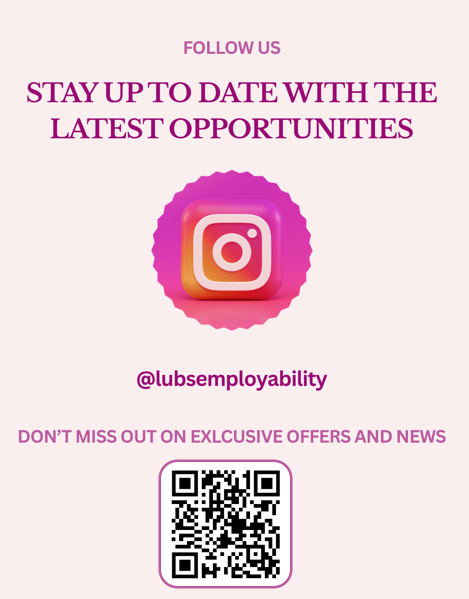 FOLLOW US
STAY UP TO DATE WITH THE
LATEST OPPORTUNITIES
@lubsemployability
DON’T MISS OUT ON EXLCUSIVE OFFERS AND NEWS